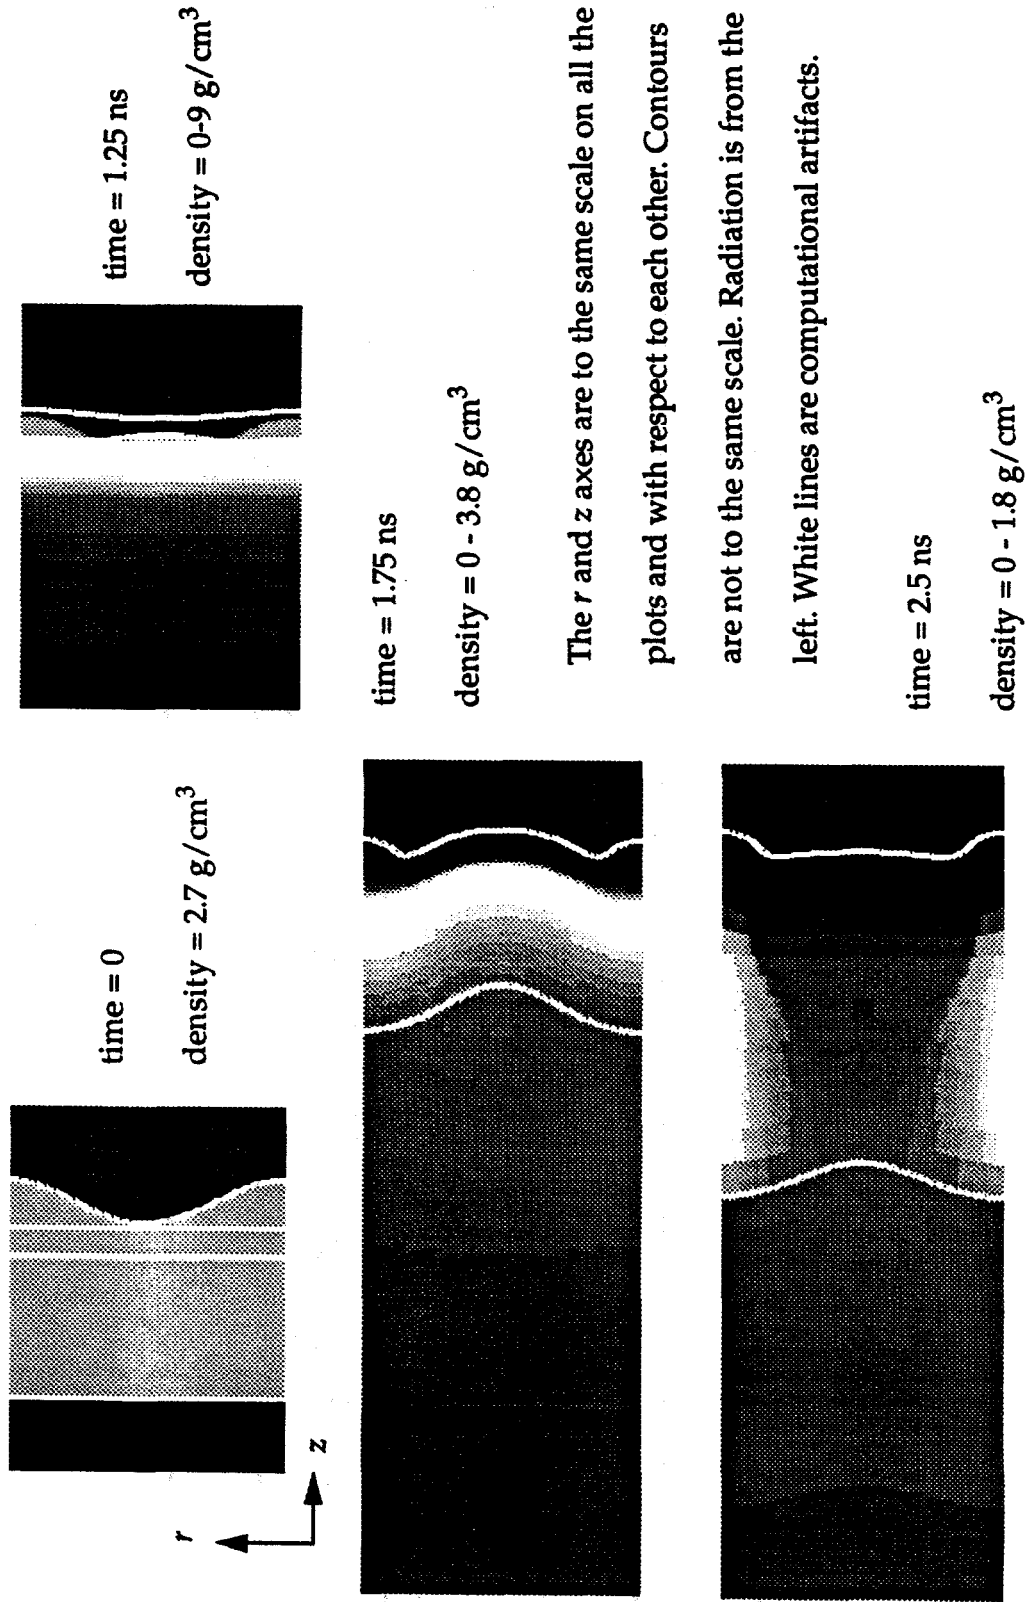 time = 0
density = 2.7 g/cm³
r
z
time = 1.25 ns
density = 0-9 g/cm³
time = 1.75 ns
density = 0 - 3.8 g/cm³
The r and z axes are to the same scale on all the
plots and with respect to each other. Contours
are not to the same scale. Radiation is from the
left. White lines are computational artifacts.
time = 2.5 ns
density = 0 - 1.8 g/cm³